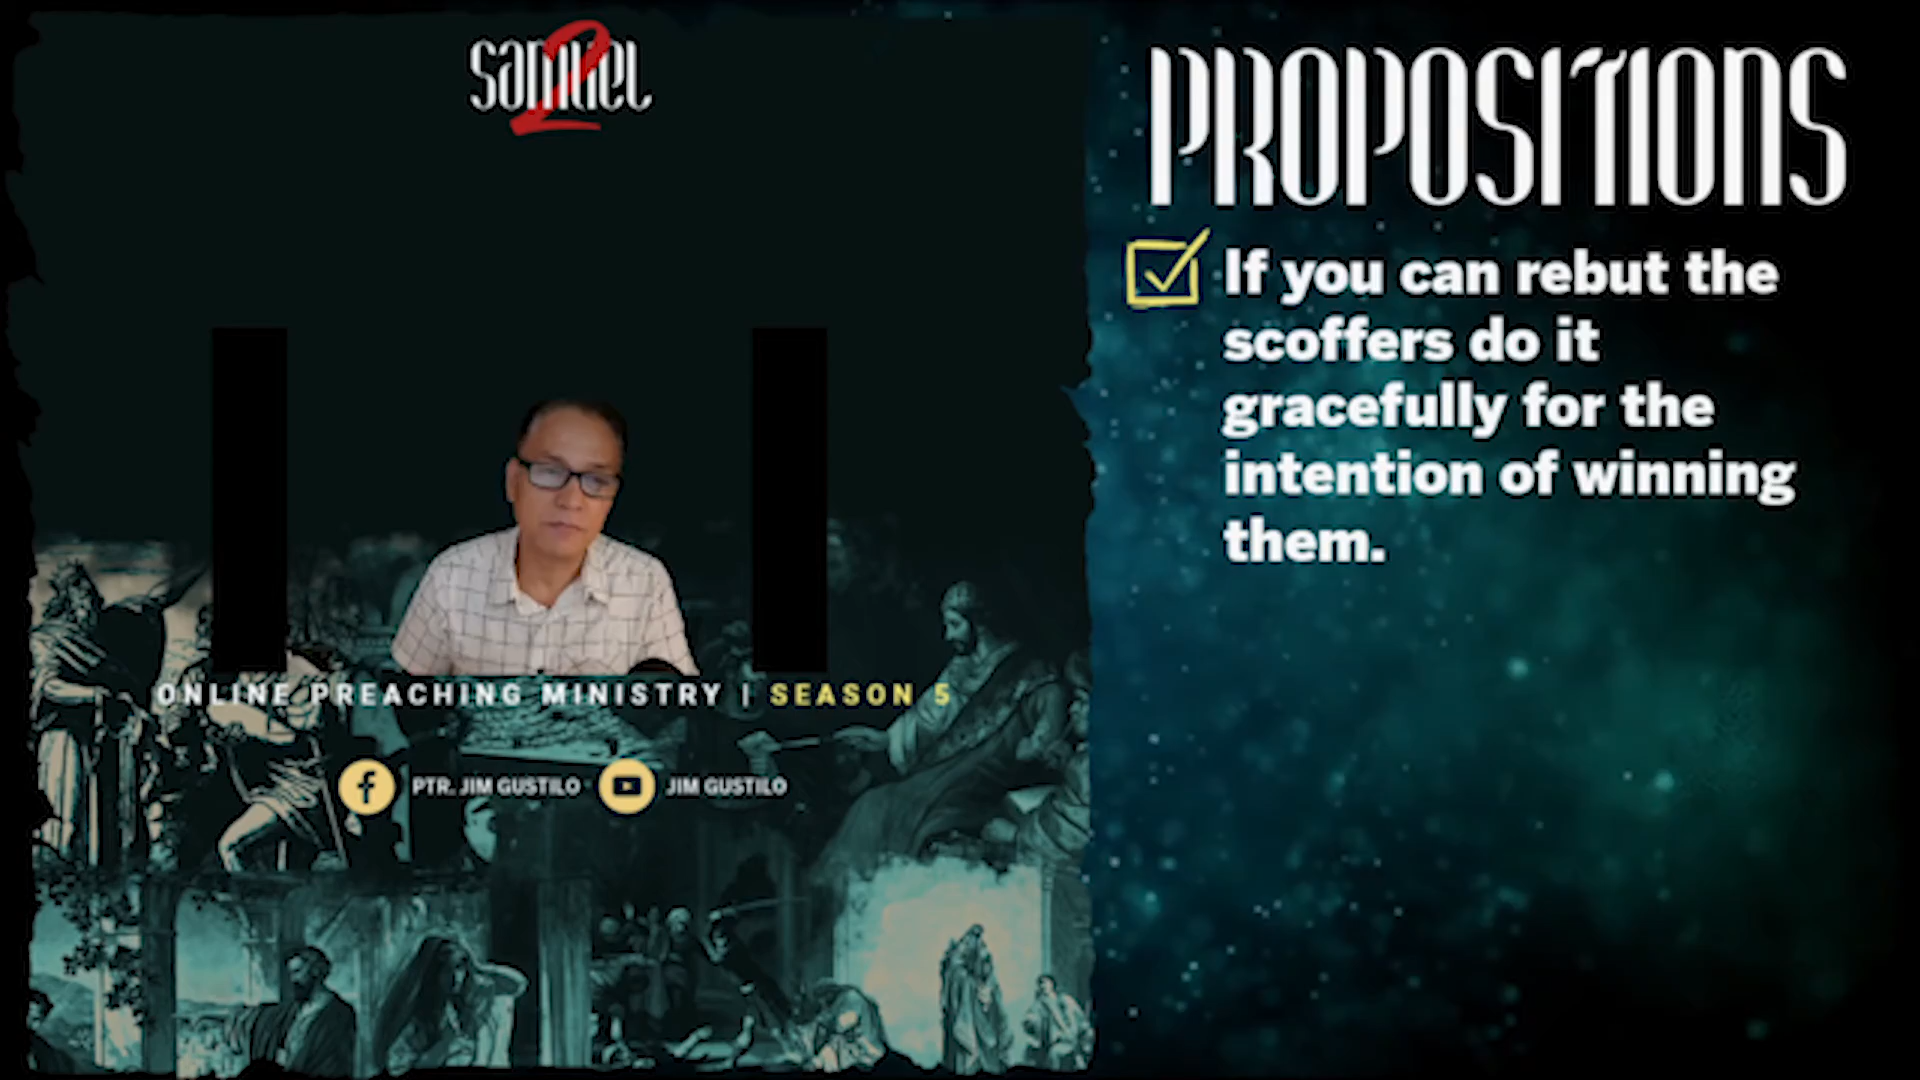 Samuel
2
ONLINE PREACHING MINISTRY | SEASON 5
PTR. JIM GUSTILO
JIM GUSTILO
PROPOSITIONS
If you can rebut the
scoffers do it
gracefully for the
intention of winning
them.